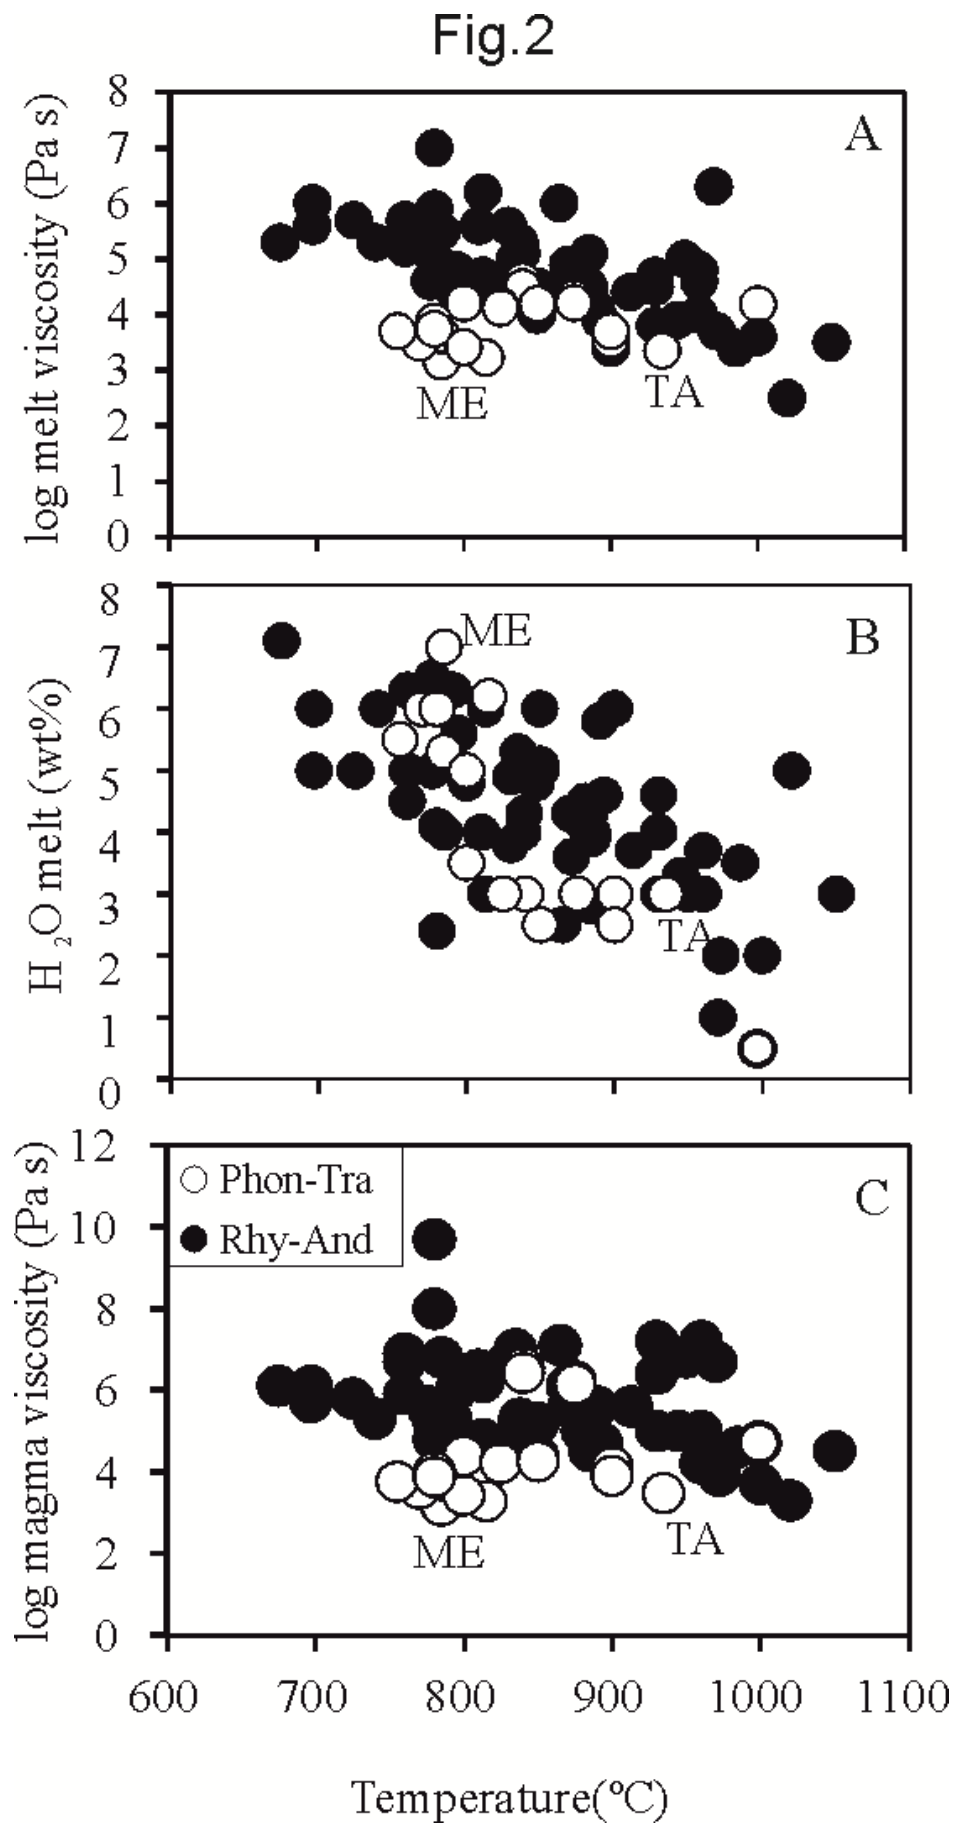 Fig.2
log melt viscosity (Pa s)
8
7
6
5
4
3
2
1
0
A
ME
TA
H₂O melt (wt%)
8
7
6
5
4
3
2
1
0
B
ME
TA
log magma viscosity (Pa s)
12
10
8
6
4
2
0
Phon-Tra
Rhy-And
C
ME
TA
600 700 800 900 1000 1100
Temperature(ºC)